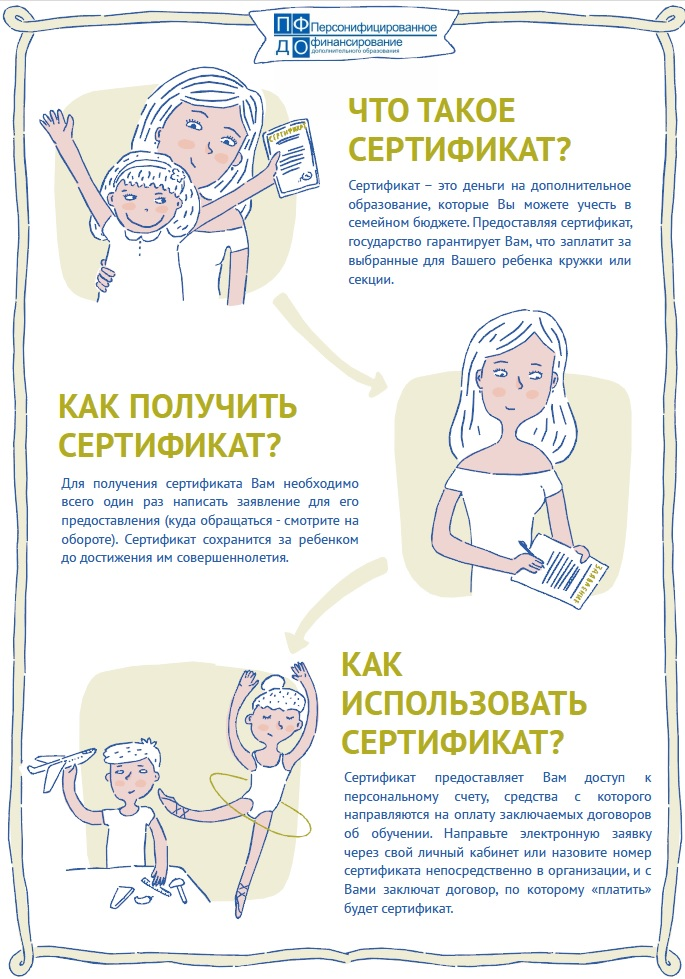 ПФ Персонифицированное
ДО финансирование
дополнительного образования
ЧТО ТАКОЕ
СЕРТИФИКАТ?
Сертификат – это деньги на дополнительное
образование, которые Вы можете учесть в
семейном бюджете. Предоставляя сертификат,
государство гарантирует Вам, что заплатит за
выбранные для Вашего ребенка кружки или
секции.
КАК ПОЛУЧИТЬ
СЕРТИФИКАТ?
Для получения сертификата Вам необходимо
всего один раз написать заявление для его
предоставления (куда обращаться - смотрите на
обороте). Сертификат сохранится за ребенком
до достижения им совершеннолетия.
КАК
ИСПОЛЬЗОВАТЬ
СЕРТИФИКАТ?
Сертификат предоставляет Вам доступ к
персональному счету, средства с которого
направляются на оплату заключаемых договоров
об обучении. Направьте электронную заявку
через свой личный кабинет или назовите номер
сертификата непосредственно в организации, и с
Вами заключат договор, по которому «платить»
будет сертификат.